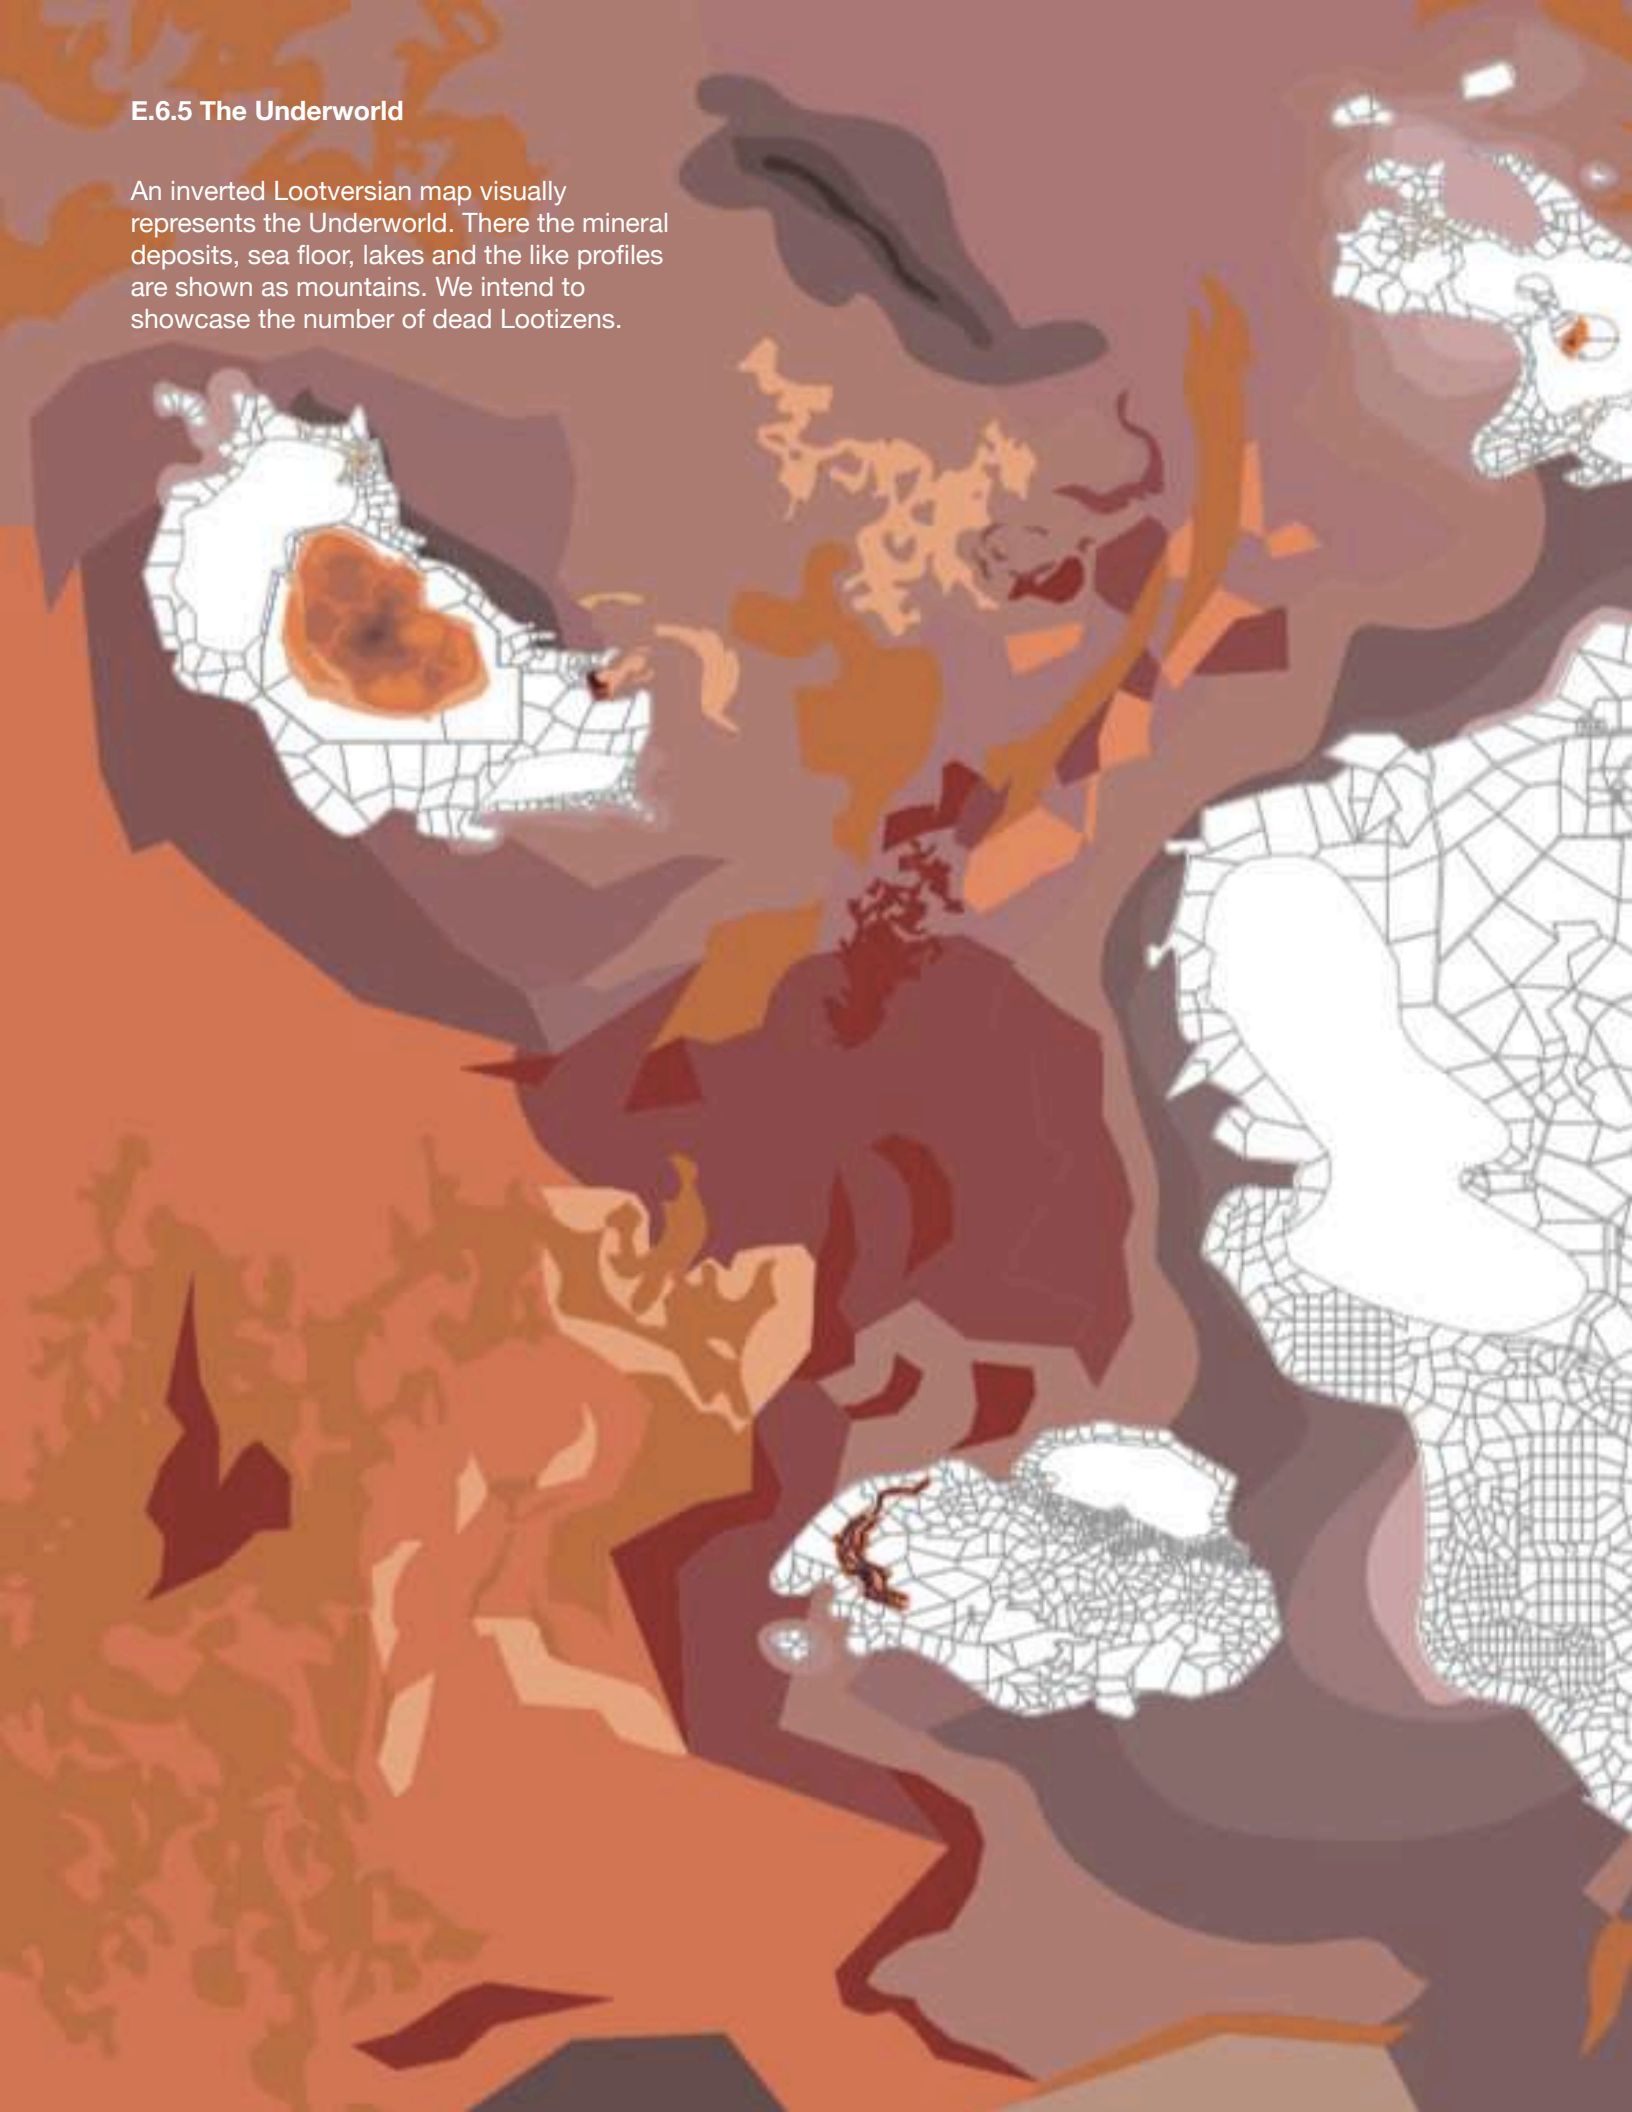 E.6.5 The Underworld
An inverted Lootversian map visually
represents the Underworld. There the mineral
deposits, sea floor, lakes and the like profiles
are shown as mountains. We intend to
showcase the number of dead Lootizens.